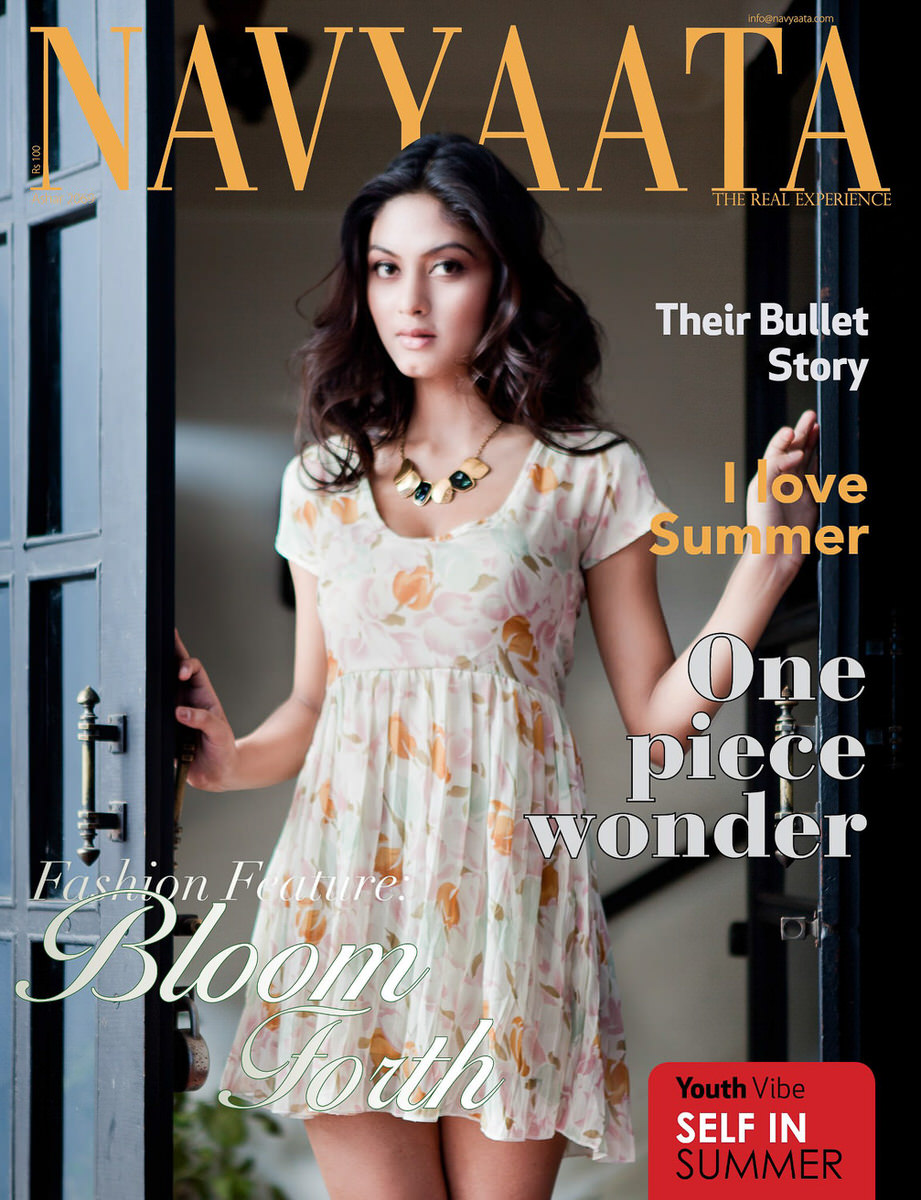 info@navyaata.com
NAVYAATA
Rs 100
THE REAL EXPERIENCE
Their Bullet
Story
I love
Summer
One
piece
wonder
Fashion Feature:
Bloom
Forth
Youth Vibe
SELF IN
SUMMER